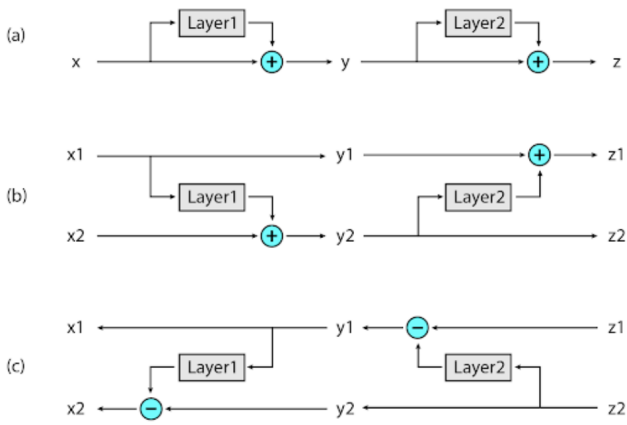 (a)
Layer1 Layer2
x + y + z
(b)
x1 y1 + z1
Layer1 Layer2
x2 + y2 z2
(c)
x1 y1 − z1
Layer1 Layer2
x2 − y2 z2